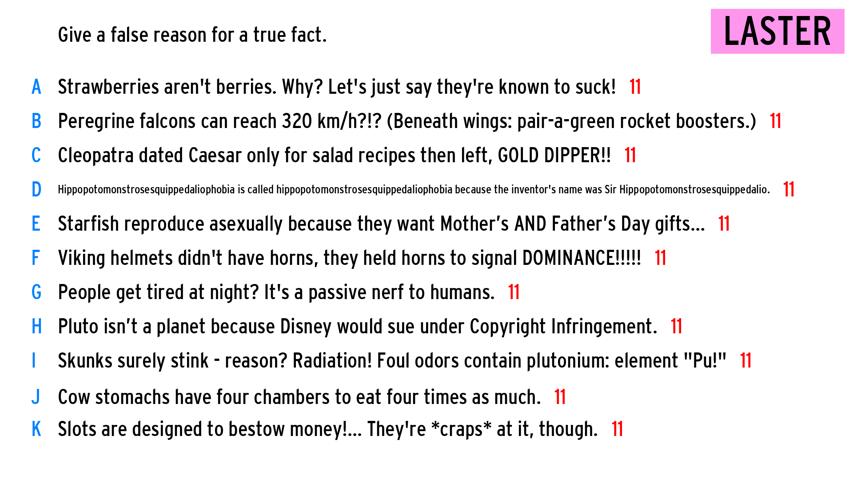 Give a false reason for a true fact.
LASTER
A Strawberries aren't berries. Why? Let's just say they're known to suck! 11
B Peregrine falcons can reach 320 km/h?!? (Beneath wings: pair-a-green rocket boosters.) 11
C Cleopatra dated Caesar only for salad recipes then left, GOLD DIPPER!! 11
D Hippopotomonstrosesquippedaliophobia is called hippopotomonstrosesquippedaliophobia because the inventor's name was Sir Hippopotomonstrosesquippedalio. 11
E Starfish reproduce asexually because they want Mother’s AND Father’s Day gifts... 11
F Viking helmets didn't have horns, they held horns to signal DOMINANCE!!!!! 11
G People get tired at night? It's a passive nerf to humans. 11
H Pluto isn’t a planet because Disney would sue under Copyright Infringement. 11
I Skunks surely stink - reason? Radiation! Foul odors contain plutonium: element "Pu!" 11
J Cow stomachs have four chambers to eat four times as much. 11
K Slots are designed to bestow money!... They're *craps* at it, though. 11